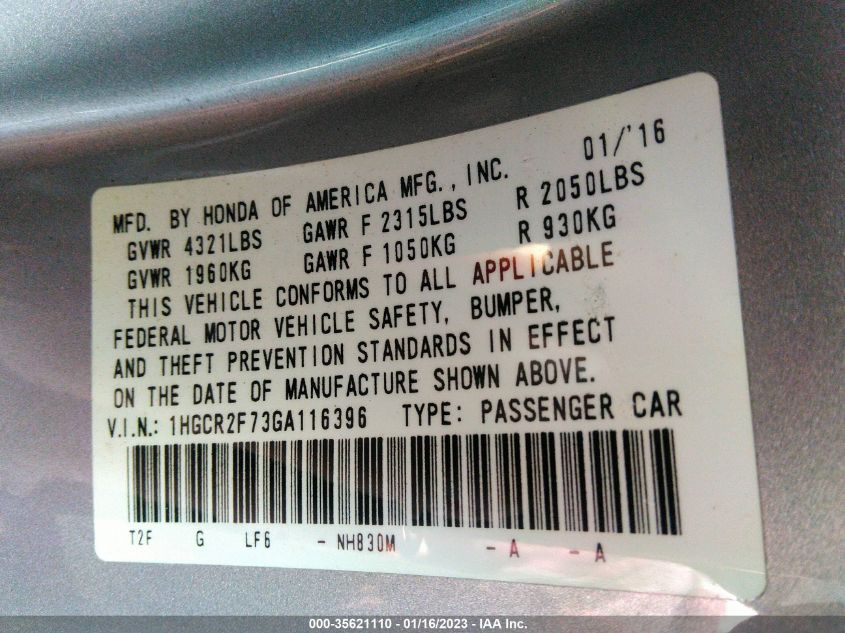 01/'16
MFD. BY HONDA OF AMERICA MFG., INC.
GVWR 4321LBS GAWR F 2315LBS R 2050LBS
GVWR 1960KG GAWR F 1050KG R 930KG
THIS VEHICLE CONFORMS TO ALL APPLICABLE
FEDERAL MOTOR VEHICLE SAFETY, BUMPER,
AND THEFT PREVENTION STANDARDS IN EFFECT
ON THE DATE OF MANUFACTURE SHOWN ABOVE.
V.I.N.: 1HGCR2F73GA116396 TYPE: PASSENGER CAR
T2F G LF6 - NH830M - A - A
000-35621110 - 01/16/2023 - IAA Inc.